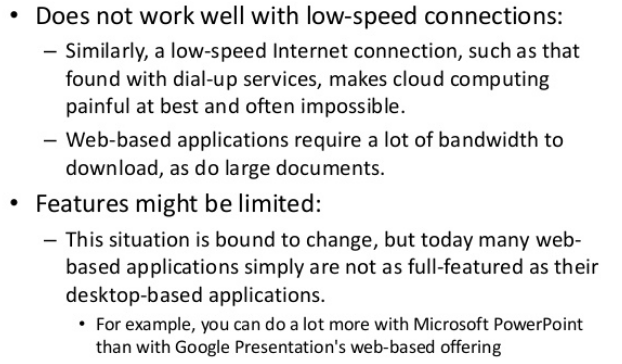 • Does not work well with low-speed connections:
– Similarly, a low-speed Internet connection, such as that
found with dial-up services, makes cloud computing
painful at best and often impossible.
– Web-based applications require a lot of bandwidth to
download, as do large documents.
• Features might be limited:
– This situation is bound to change, but today many web-
based applications simply are not as full-featured as their
desktop-based applications.
• For example, you can do a lot more with Microsoft PowerPoint
than with Google Presentation's web-based offering